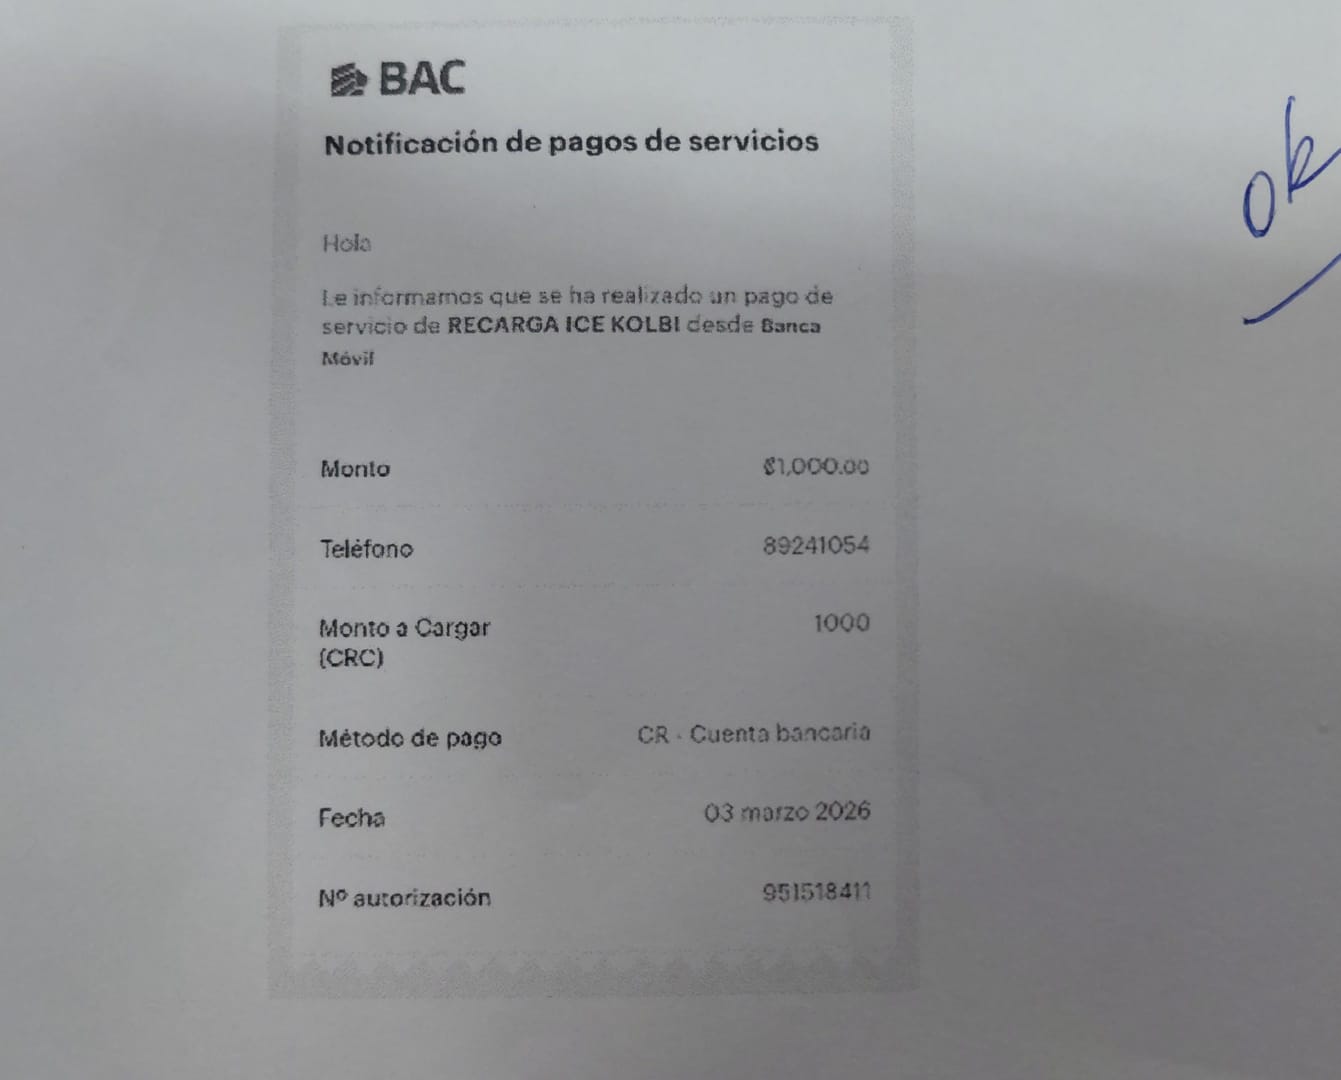 BAC
Notificación de pagos de servicios
ok
Hola
Le informamos que se ha realizado un pago de
servicio de RECARGA ICE KOLBI desde Banca
Móvil
Monto ₡1,000.00
Teléfono 89241054
Monto a Cargar 1000
(CRC)
Método de pago CR - Cuenta bancaria
Fecha 03 marzo 2026
Nº autorización 951518411